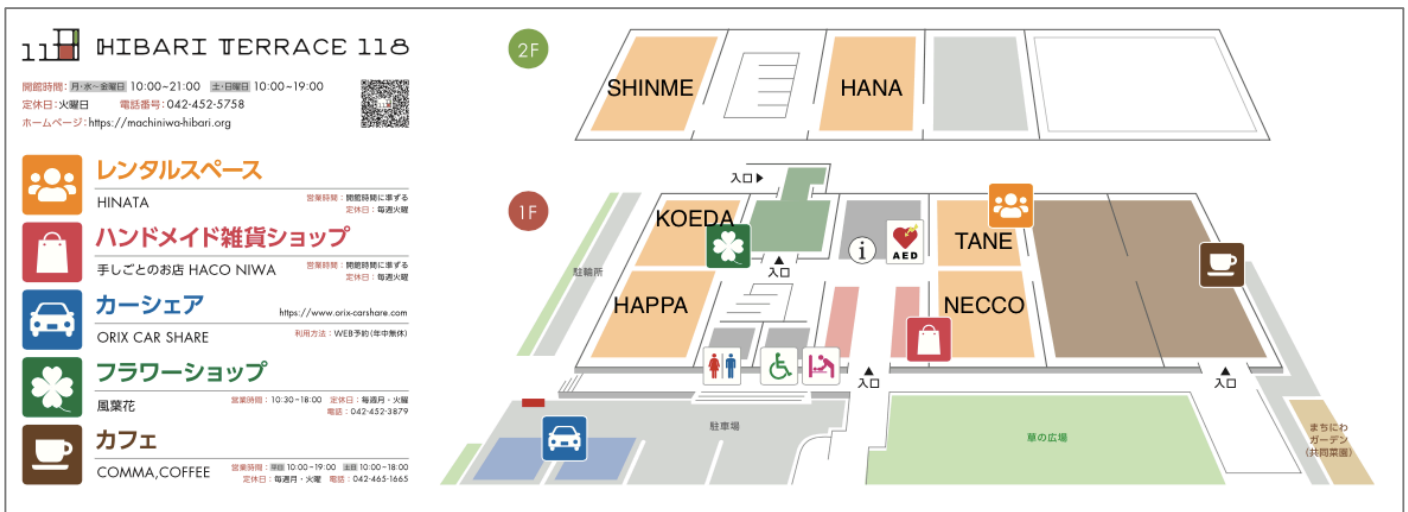 118 HIBARI TERRACE 118
開館時間：月・水～金曜日 10:00~21:00 土・日曜日 10:00~19:00
定休日：火曜日 電話番号：042-452-5758
ホームページ：https://machiniwa-hibari.org
レンタルスペース
HINATA
営業時間：開館時間に準ずる
定休日：毎週火曜
ハンドメイド雑貨ショップ
手しごとのお店 HACO NIWA
営業時間：開館時間に準ずる
定休日：毎週火曜
カーシェア
https://www.orix-carshare.com
ORIX CAR SHARE
利用方法：WEB予約(年中無休)
フラワーショップ
風葉花
営業時間：10:30~18:00 定休日：毎週月・火曜
電話：042-452-3879
カフェ
COMMA,COFFEE
営業時間：平日 10:00~19:00 土日 10:00~18:00
定休日：毎週月・火曜 電話：042-465-1665
2F
SHINME
HANA
1F
入口
KOEDA
TANE
i
AED
入口
駐輪所
HAPPA
NECCO
入口
入口
駐車場
草の広場
まちにわ
ガーデン
(共同菜園)